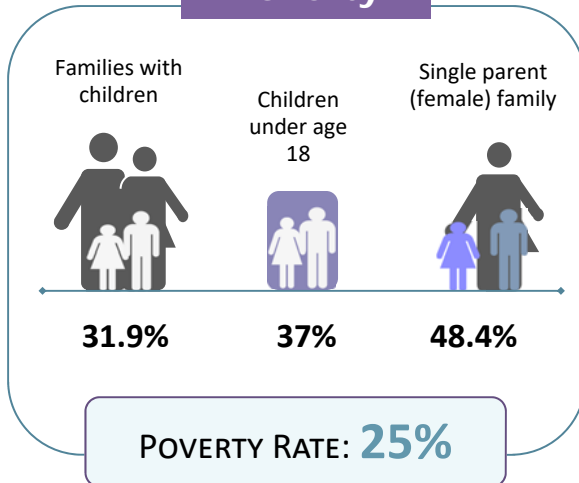 Families with
children
Children
under age
18
Single parent
(female) family
31.9%
37%
48.4%
POVERTY RATE: 25%